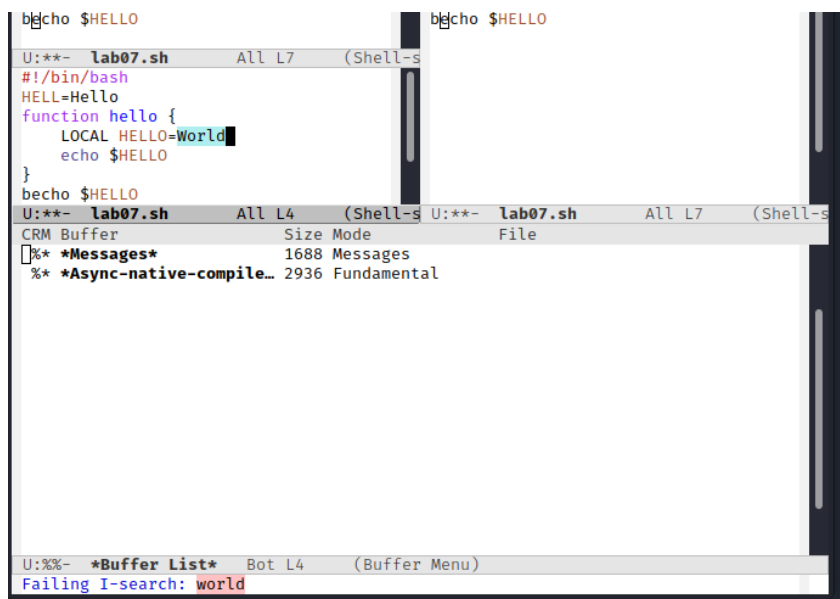 becho $HELLO
U:**-  lab07.sh       All L7     (Shell-s
#!/bin/bash
HELL=Hello
function hello {
    LOCAL HELLO=World
    echo $HELLO
}
becho $HELLO
U:**-  lab07.sh       All L4     (Shell-s
becho $HELLO
U:**-  lab07.sh       All L7     (Shell-s
CRM Buffer                 Size Mode             File
 %* *Messages*             1688 Messages
 %* *Async-native-compile… 2936 Fundamental
U:%%-  *Buffer List*   Bot L4     (Buffer Menu)
Failing I-search: world